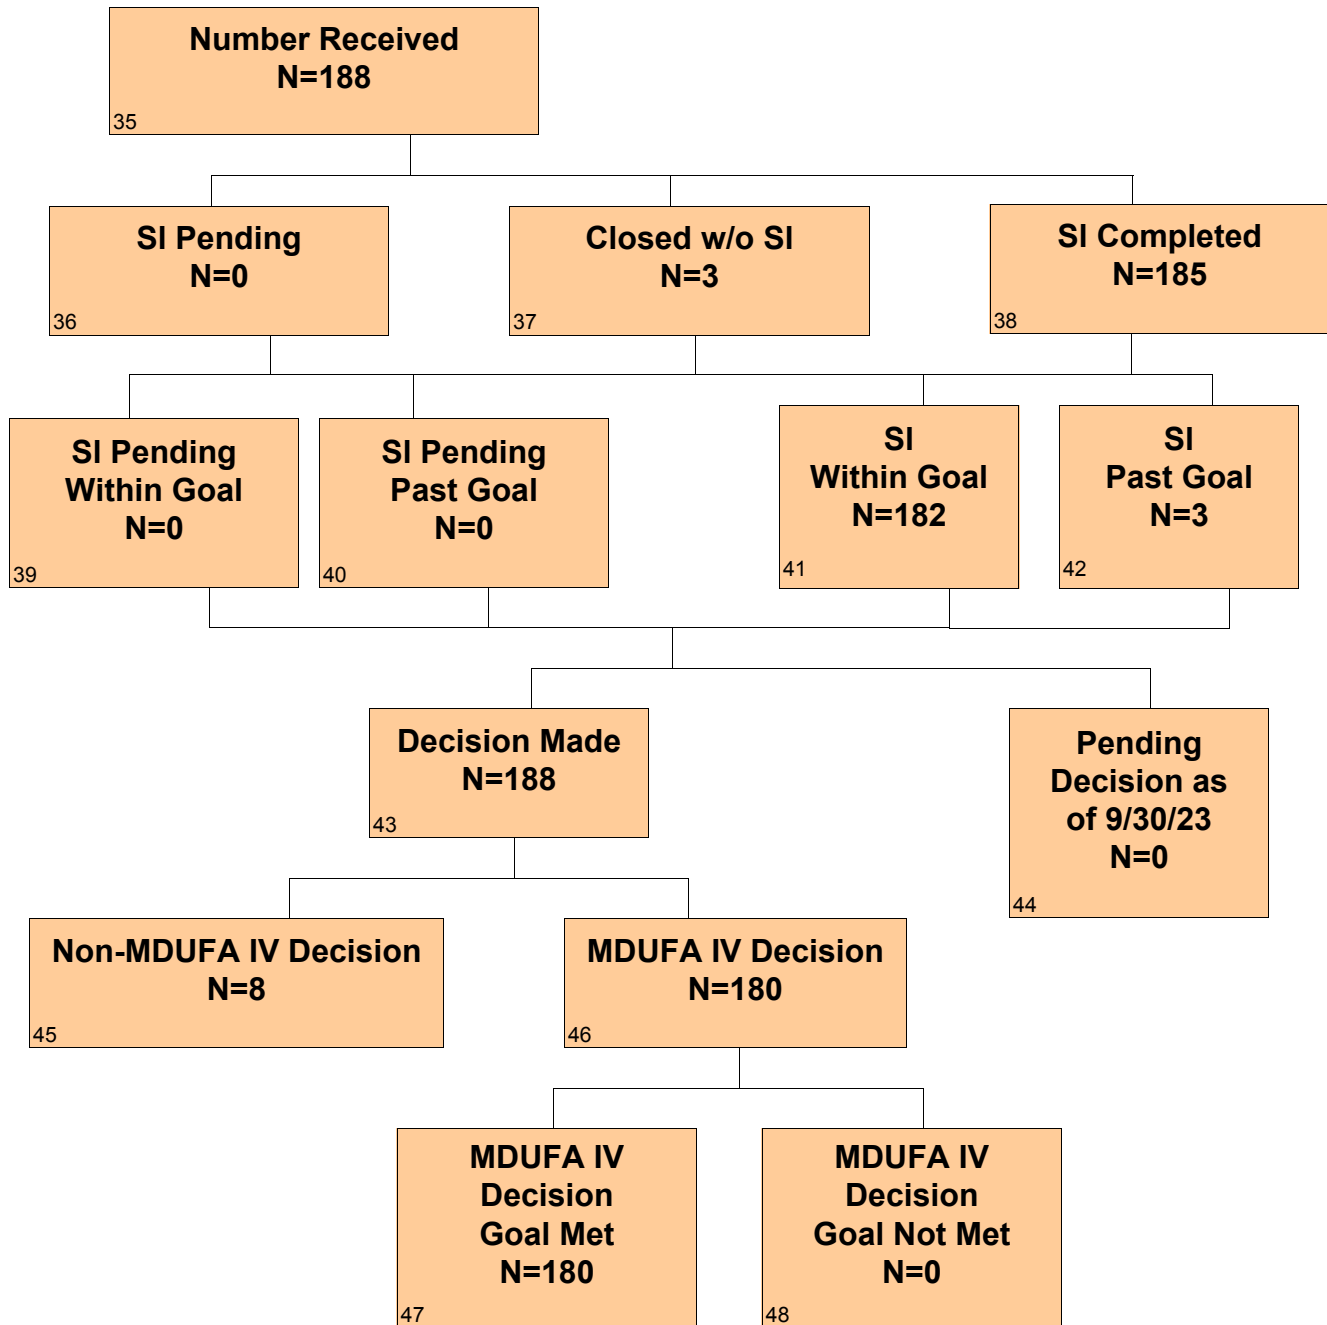 Number Received
N=188
35
SI Pending
N=0
36
Closed w/o SI
N=3
37
SI Completed
N=185
38
SI Pending
Within Goal
N=0
39
SI Pending
Past Goal
N=0
40
SI
Within Goal
N=182
41
SI
Past Goal
N=3
42
Decision Made
N=188
43
Pending
Decision as
of 9/30/23
N=0
44
Non-MDUFA IV Decision
N=8
45
MDUFA IV Decision
N=180
46
MDUFA IV
Decision
Goal Met
N=180
47
MDUFA IV
Decision
Goal Not Met
N=0
48